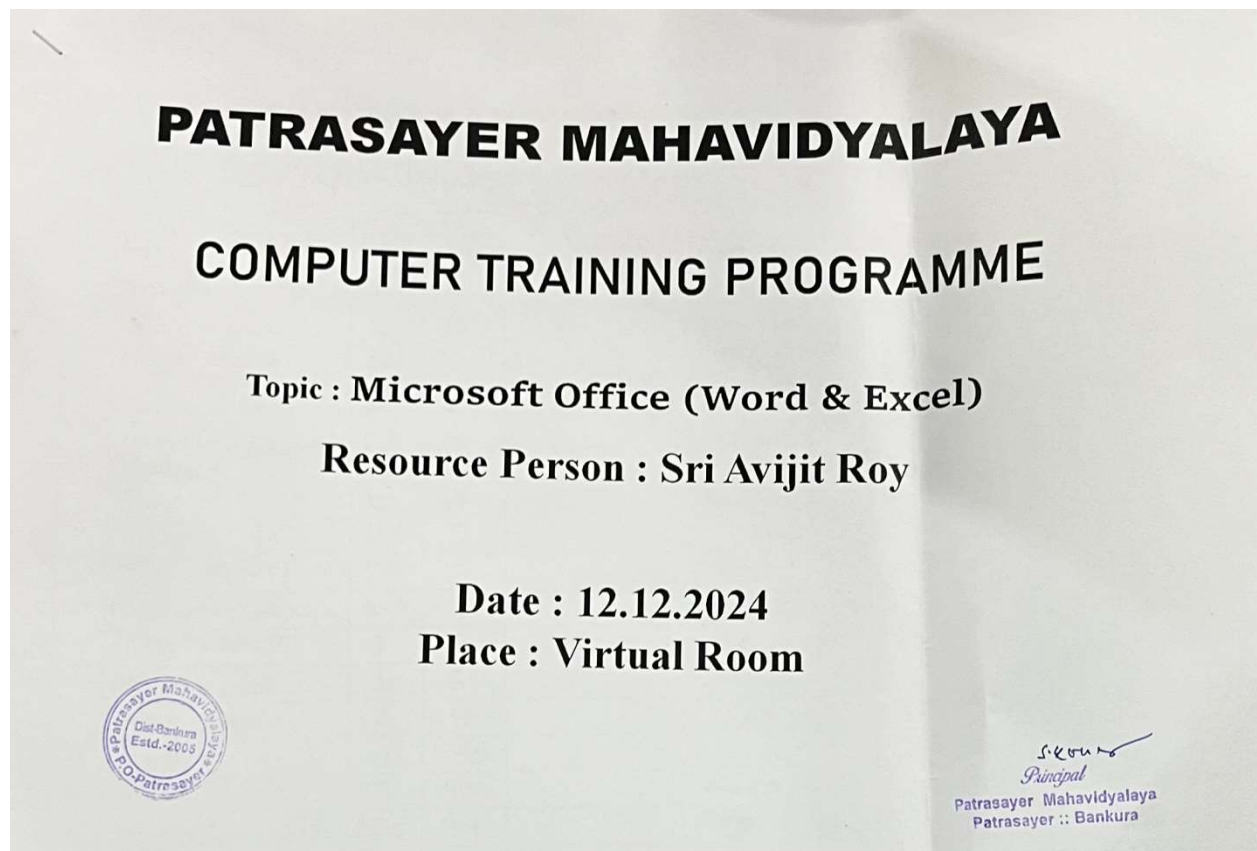 PATRASAYER MAHAVIDYALAYA
COMPUTER TRAINING PROGRAMME
Topic : Microsoft Office (Word & Excel)
Resource Person : Sri Avijit Roy
Date : 12.12.2024
Place : Virtual Room
Patrasayer Mahavidyalaya
Dist-Bankura
Estd.-2005
P.O-Patrasayer
Principal
Patrasayer Mahavidyalaya
Patrasayer :: Bankura